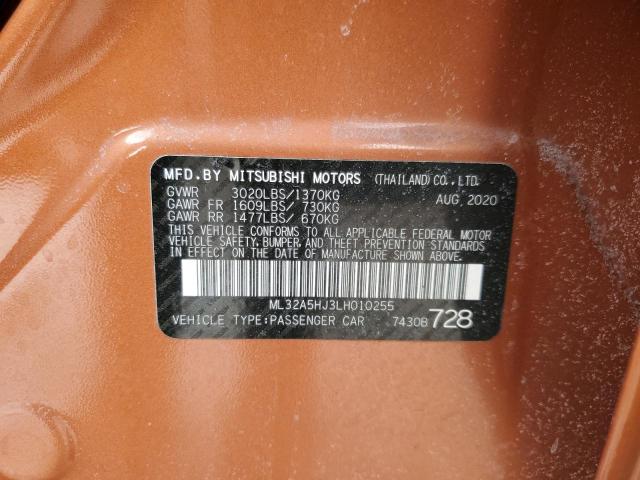 MFD. BY MITSUBISHI MOTORS (THAILAND) CO., LTD.
GVWR 3020LBS/1370KG AUG, 2020
GAWR FR 1609LBS/ 730KG
GAWR RR 1477LBS/ 670KG
THIS VEHICLE CONFORMS TO ALL APPLICABLE FEDERAL MOTOR
VEHICLE SAFETY, BUMPER, AND THEFT PREVENTION STANDARDS
IN EFFECT ON THE DATE OF MANUFACTURE SHOWN ABOVE.
ML32A5HJ3LH010255
VEHICLE TYPE:PASSENGER CAR 74308 728